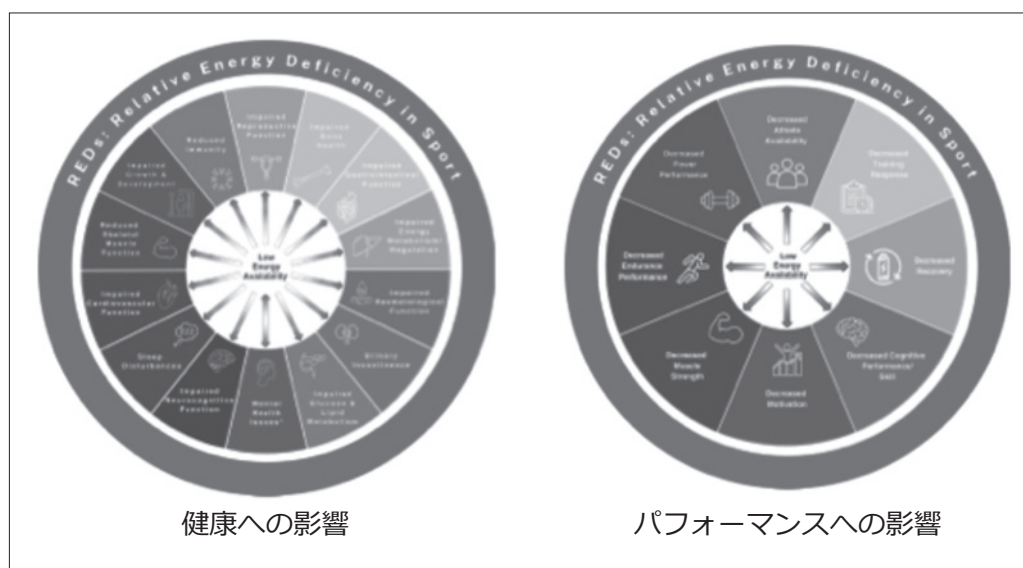 REDs: Relative Energy Deficiency in Sport
Impaired
Reproductive
Function
Impaired
Bone
Health
Impaired
Gastrointestinal
Function
Impaired
Energy
Metabolism/
Regulation
Impaired
Haematological
Function
Urinary
Incontinence
Impaired
Glucose &
Lipid
Metabolism
Mental
Health
Issues*
Impaired
Neurocognitive
Function
Sleep
Disturbances
Impaired
Cardiovascular
Function
Reduced
Skeletal
Muscle
Function
Impaired
Growth &
Development
Reduced
Immunity
Low
Energy
Availability
健康への影響
REDs: Relative Energy Deficiency in Sport
Decreased
Athlete
Availability
Decreased
Training
Response
Decreased
Recovery
Decreased Cognitive
Performance/
Skill
Decreased
Motivation
Decreased
Muscle
Strength
Decreased
Endurance
Performance
Decreased
Power
Performance
Low
Energy
Availability
パフォーマンスへの影響